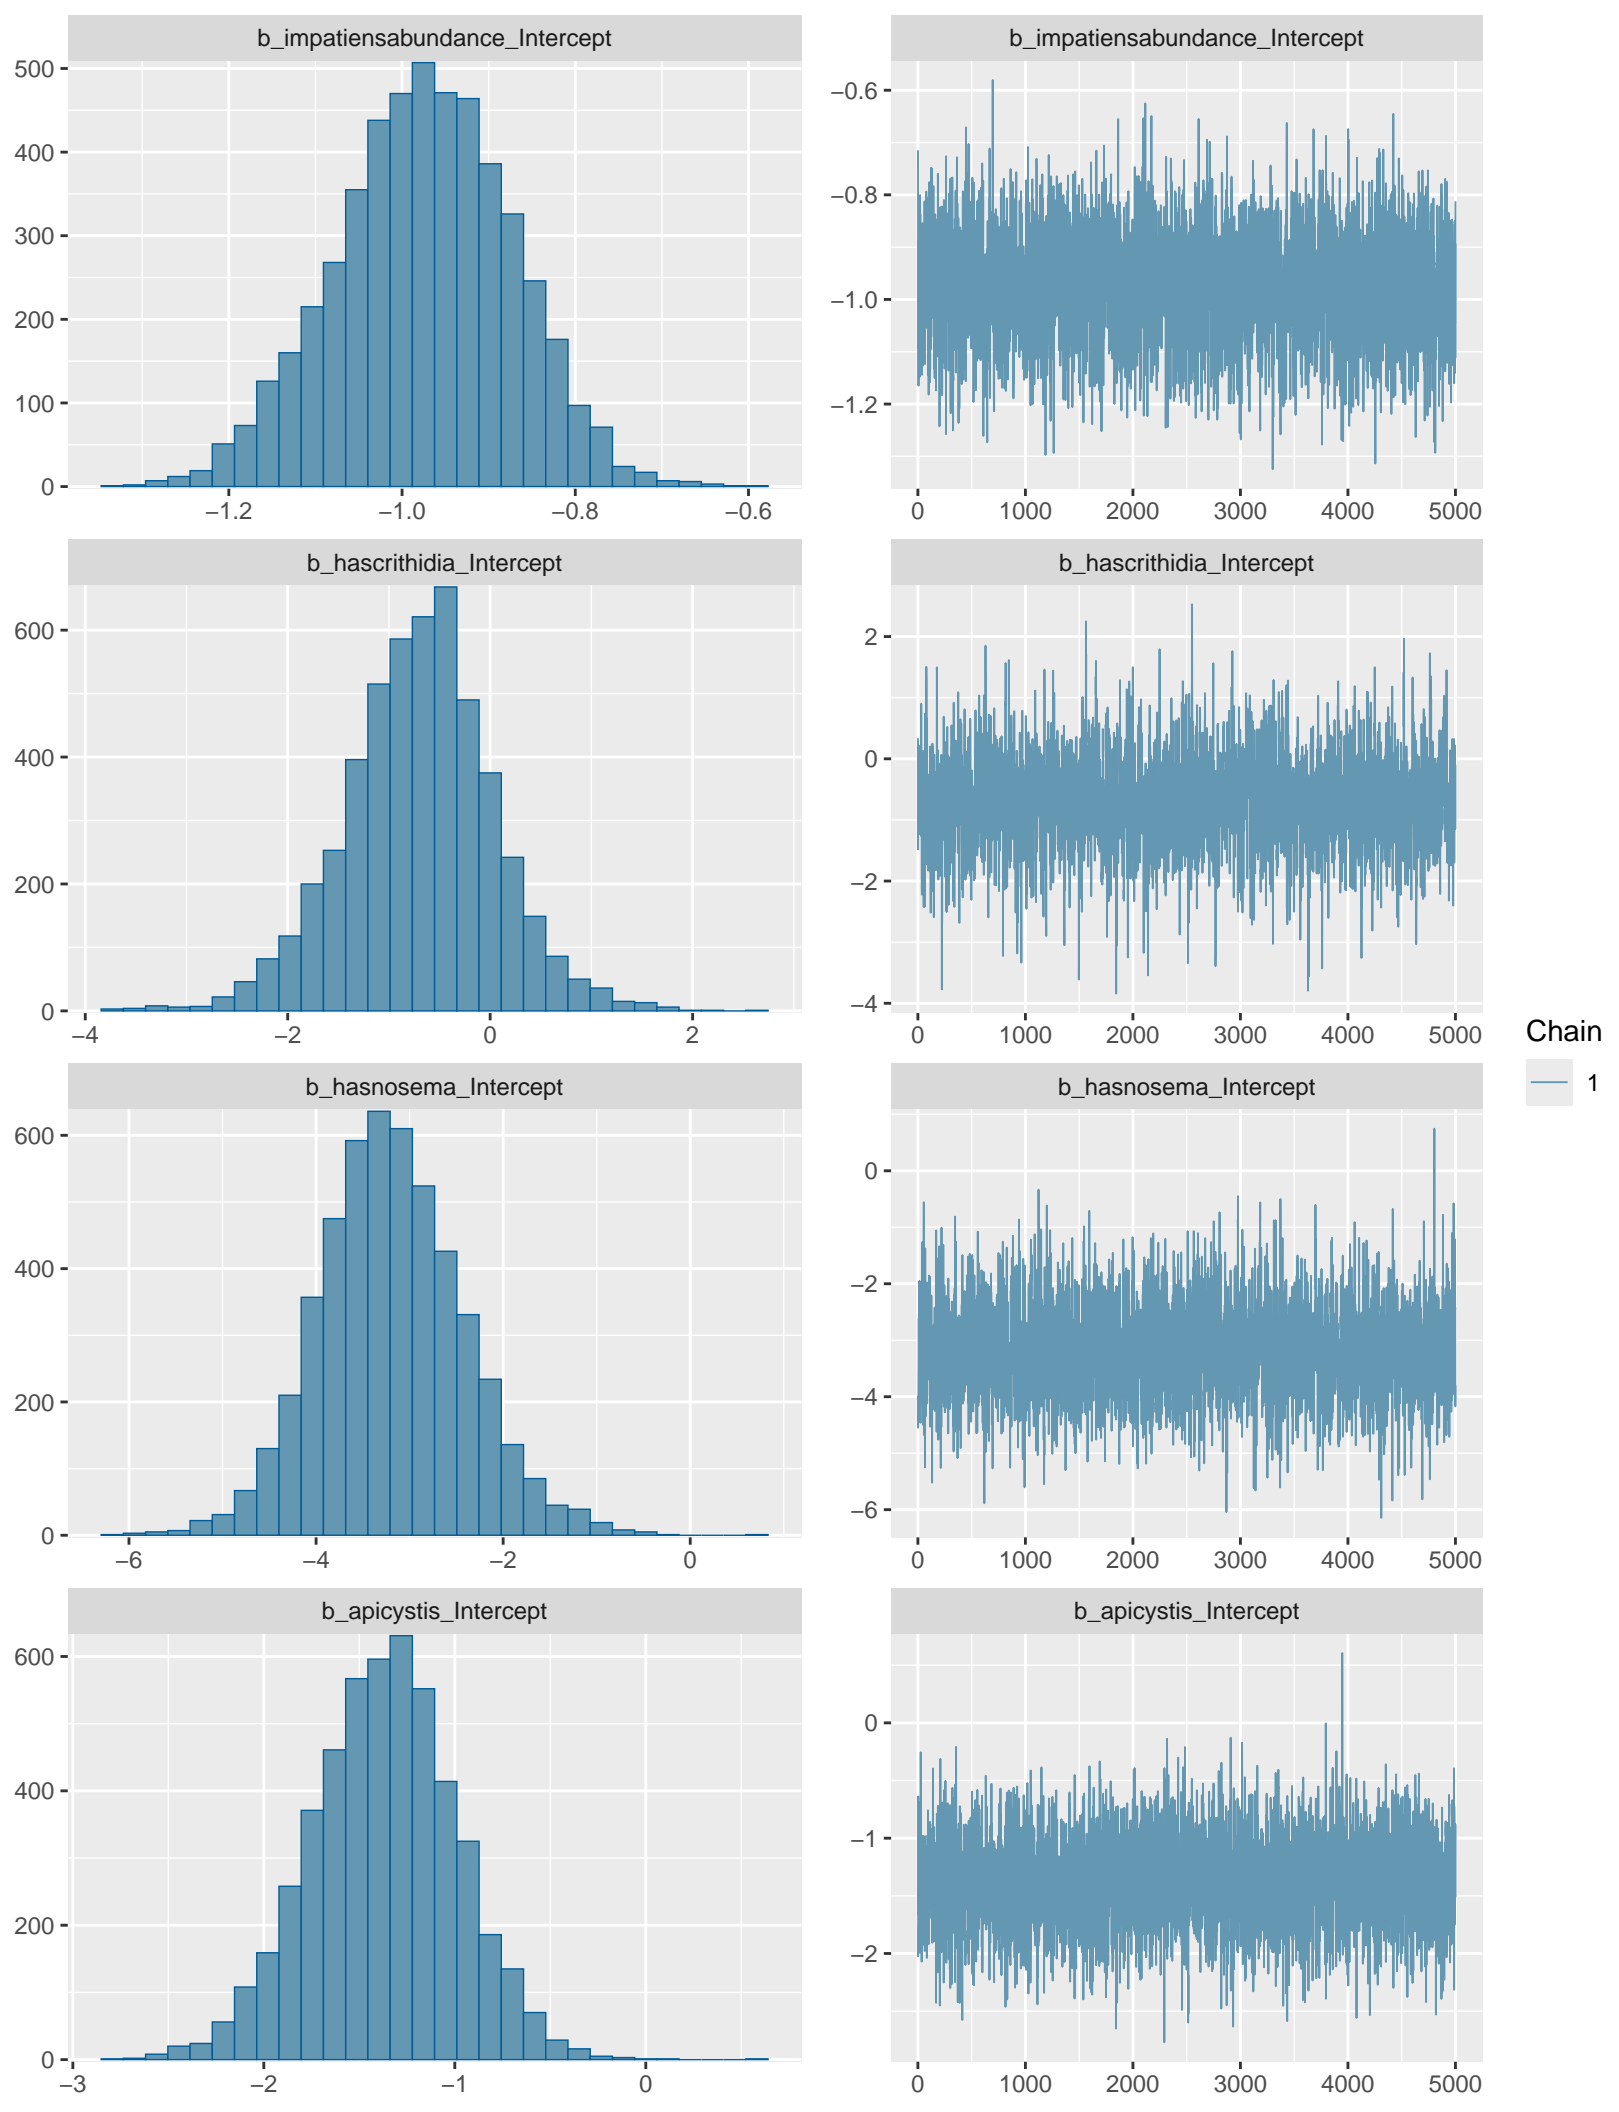 b_impatiensabundance_Intercept
b_impatiensabundance_Intercept
500
400
300
200
100
0
−1.2 −1.0 −0.8 −0.6
−0.6
−0.8
−1.0
−1.2
0 1000 2000 3000 4000 5000
b_hascrithidia_Intercept
b_hascrithidia_Intercept
600
400
200
0
−4 −2 0 2
2
0
−2
−4
0 1000 2000 3000 4000 5000
Chain
1
b_hasnosema_Intercept
b_hasnosema_Intercept
600
400
200
0
−6 −4 −2 0
0
−2
−4
−6
0 1000 2000 3000 4000 5000
b_apicystis_Intercept
b_apicystis_Intercept
600
400
200
0
−3 −2 −1 0
0
−1
−2
0 1000 2000 3000 4000 5000